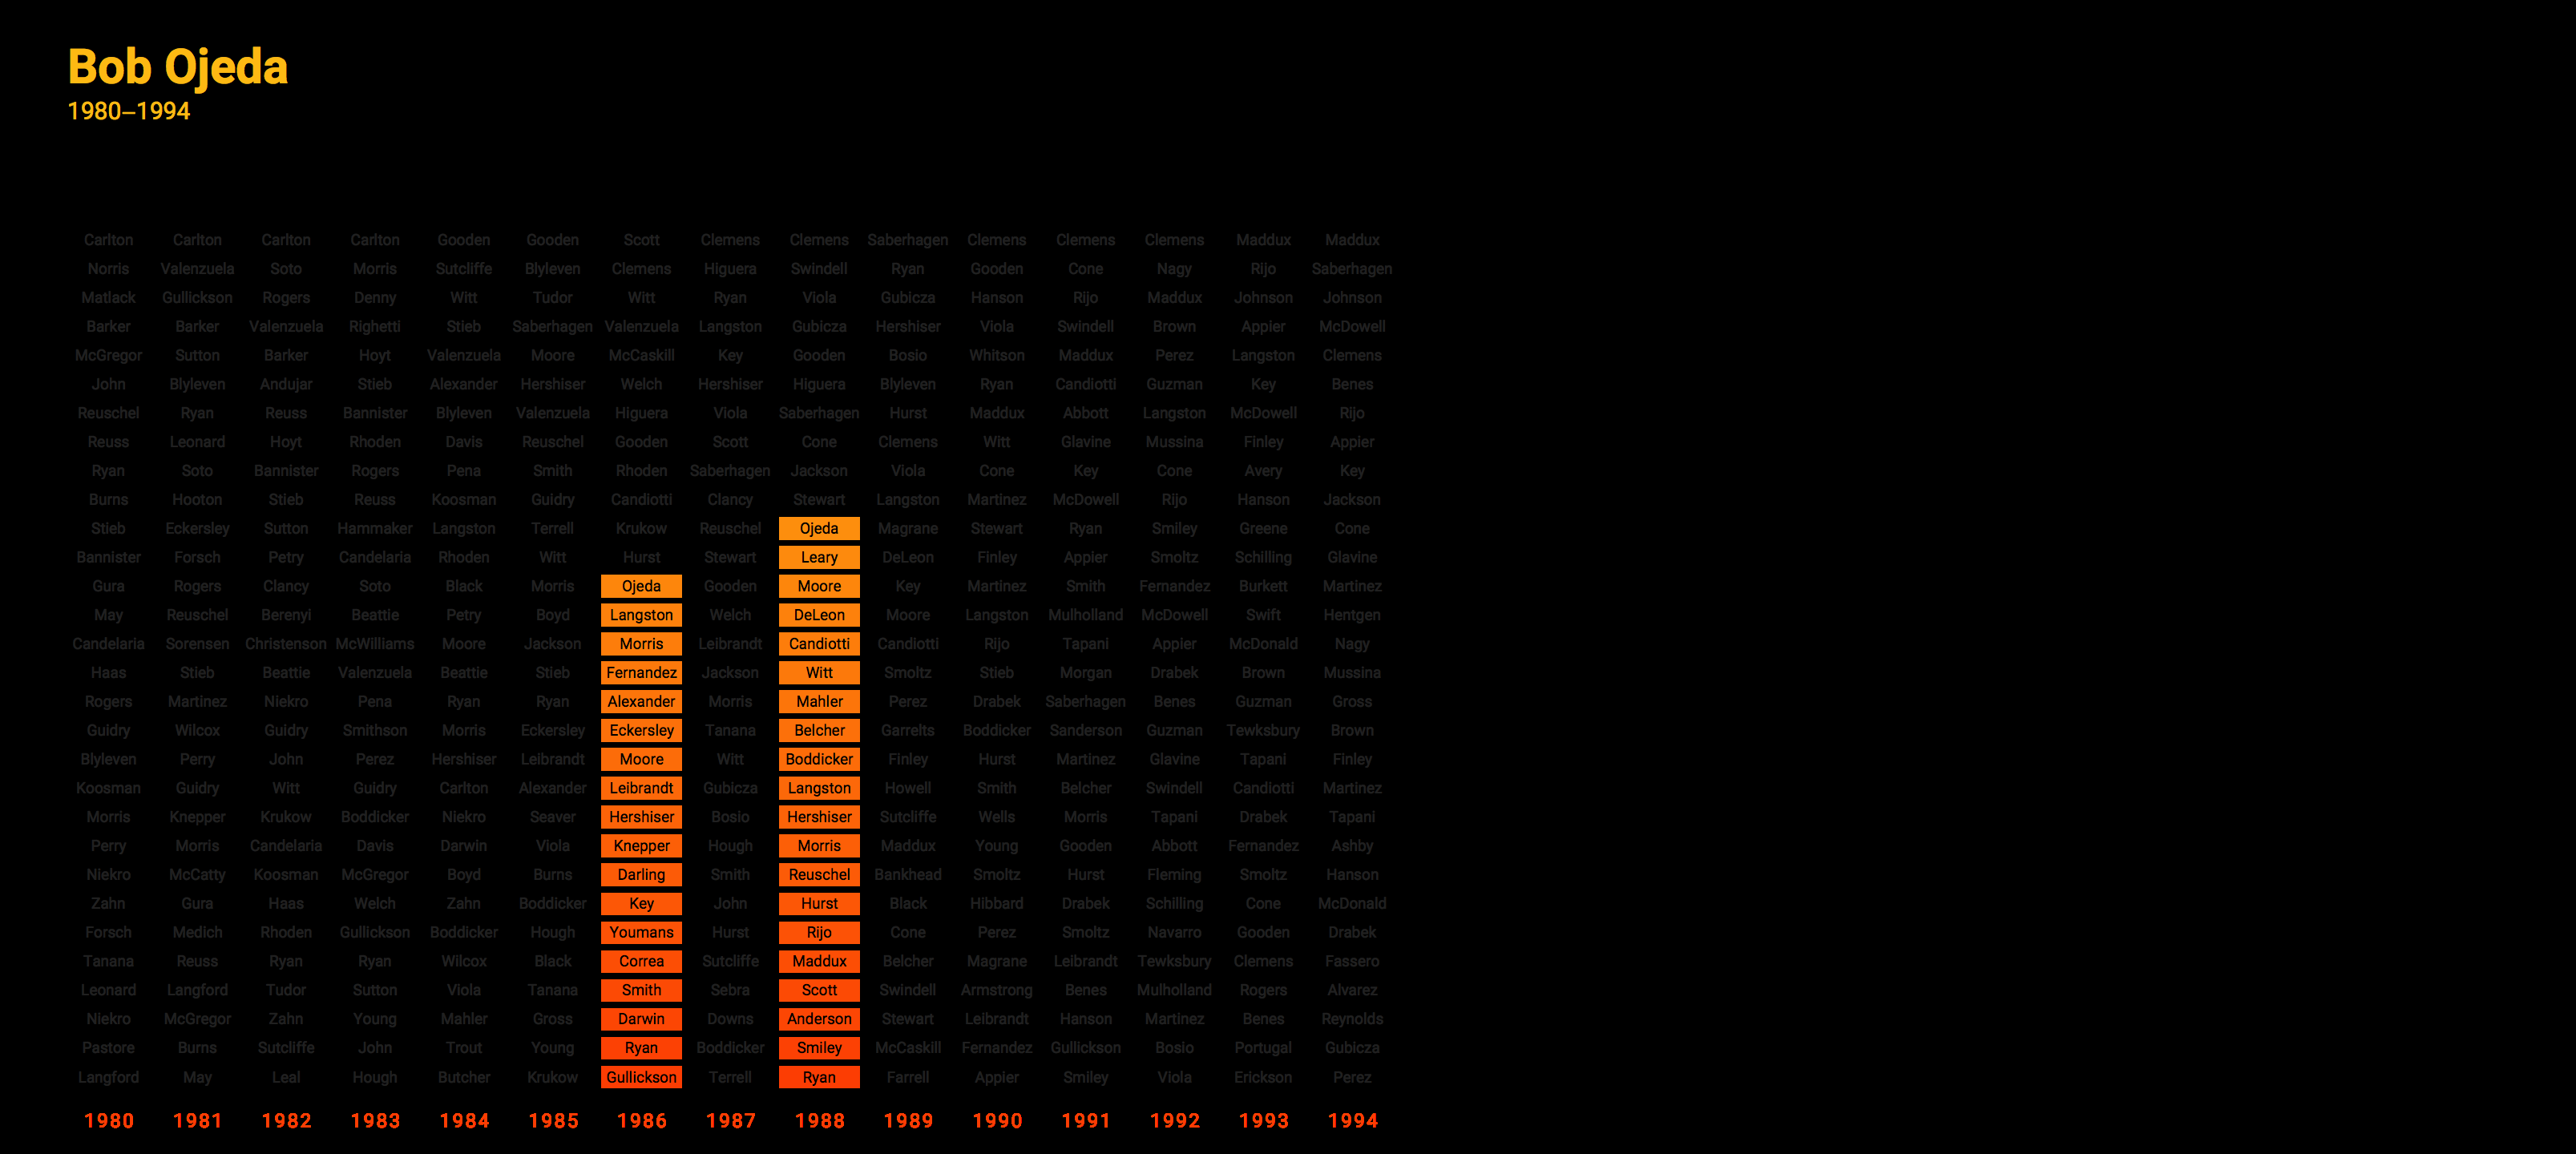 Bob Ojeda
1980–1994
Carlton Carlton Carlton Carlton Gooden Gooden Scott Clemens Clemens Saberhagen Clemens Clemens Clemens Maddux Maddux
Norris Valenzuela Soto Morris Sutcliffe Blyleven Clemens Higuera Swindell Ryan Gooden Cone Nagy Rijo Saberhagen
Matlack Gullickson Rogers Denny Witt Tudor Witt Ryan Viola Gubicza Hanson Rijo Maddux Johnson Johnson
Barker Barker Valenzuela Righetti Stieb Saberhagen Valenzuela Langston Gubicza Hershiser Viola Swindell Brown Appier McDowell
McGregor Sutton Barker Hoyt Valenzuela Moore McCaskill Key Gooden Bosio Whitson Maddux Perez Langston Clemens
John Blyleven Andujar Stieb Alexander Hershiser Welch Hershiser Higuera Blyleven Ryan Candiotti Guzman Key Benes
Reuschel Ryan Reuss Bannister Blyleven Valenzuela Higuera Viola Saberhagen Hurst Maddux Abbott Langston McDowell Rijo
Reuss Leonard Hoyt Rhoden Davis Reuschel Gooden Scott Cone Clemens Witt Glavine Mussina Finley Appier
Ryan Soto Bannister Rogers Pena Smith Rhoden Saberhagen Jackson Viola Cone Key Cone Avery Key
Burns Hooton Stieb Reuss Koosman Guidry Candiotti Clancy Stewart Langston Martinez McDowell Rijo Hanson Jackson
Stieb Eckersley Sutton Hammaker Langston Terrell Krukow Reuschel Ojeda Magrane Stewart Ryan Smiley Greene Cone
Bannister Forsch Petry Candelaria Rhoden Witt Hurst Stewart Leary DeLeon Finley Appier Smoltz Schilling Glavine
Gura Rogers Clancy Soto Black Morris Ojeda Gooden Moore Key Martinez Smith Fernandez Burkett Martinez
May Reuschel Berenyi Beattie Petry Boyd Langston Welch DeLeon Moore Langston Mulholland McDowell Swift Hentgen
Candelaria Sorensen Christenson McWilliams Moore Jackson Morris Leibrandt Candiotti Candiotti Rijo Tapani Appier McDonald Nagy
Haas Stieb Beattie Valenzuela Beattie Stieb Fernandez Jackson Witt Smoltz Stieb Morgan Drabek Brown Mussina
Rogers Martinez Niekro Pena Ryan Ryan Alexander Morris Mahler Perez Drabek Saberhagen Benes Guzman Gross
Guidry Wilcox Guidry Smithson Morris Eckersley Eckersley Tanana Belcher Garrelts Boddicker Sanderson Guzman Tewksbury Brown
Blyleven Perry John Perez Hershiser Leibrandt Moore Witt Boddicker Finley Hurst Martinez Glavine Tapani Finley
Koosman Guidry Witt Guidry Carlton Alexander Leibrandt Gubicza Langston Howell Smith Belcher Swindell Candiotti Martinez
Morris Knepper Krukow Boddicker Niekro Seaver Hershiser Bosio Hershiser Sutcliffe Wells Morris Tapani Drabek Tapani
Perry Morris Candelaria Davis Darwin Viola Knepper Hough Morris Maddux Young Gooden Abbott Fernandez Ashby
Niekro McCatty Koosman McGregor Boyd Burns Darling Smith Reuschel Bankhead Smoltz Hurst Fleming Smoltz Hanson
Zahn Gura Haas Welch Zahn Boddicker Key John Hurst Black Hibbard Drabek Schilling Cone McDonald
Forsch Medich Rhoden Gullickson Boddicker Hough Youmans Hurst Rijo Cone Perez Smoltz Navarro Gooden Drabek
Tanana Reuss Ryan Ryan Wilcox Black Correa Sutcliffe Maddux Belcher Magrane Leibrandt Tewksbury Clemens Fassero
Leonard Langford Tudor Sutton Viola Tanana Smith Sebra Scott Swindell Armstrong Benes Mulholland Rogers Alvarez
Niekro McGregor Zahn Young Mahler Gross Darwin Downs Anderson Stewart Leibrandt Hanson Martinez Benes Reynolds
Pastore Burns Sutcliffe John Trout Young Ryan Boddicker Smiley McCaskill Fernandez Gullickson Bosio Portugal Gubicza
Langford May Leal Hough Butcher Krukow Gullickson Terrell Ryan Farrell Appier Smiley Viola Erickson Perez
1980 1981 1982 1983 1984 1985 1986 1987 1988 1989 1990 1991 1992 1993 1994